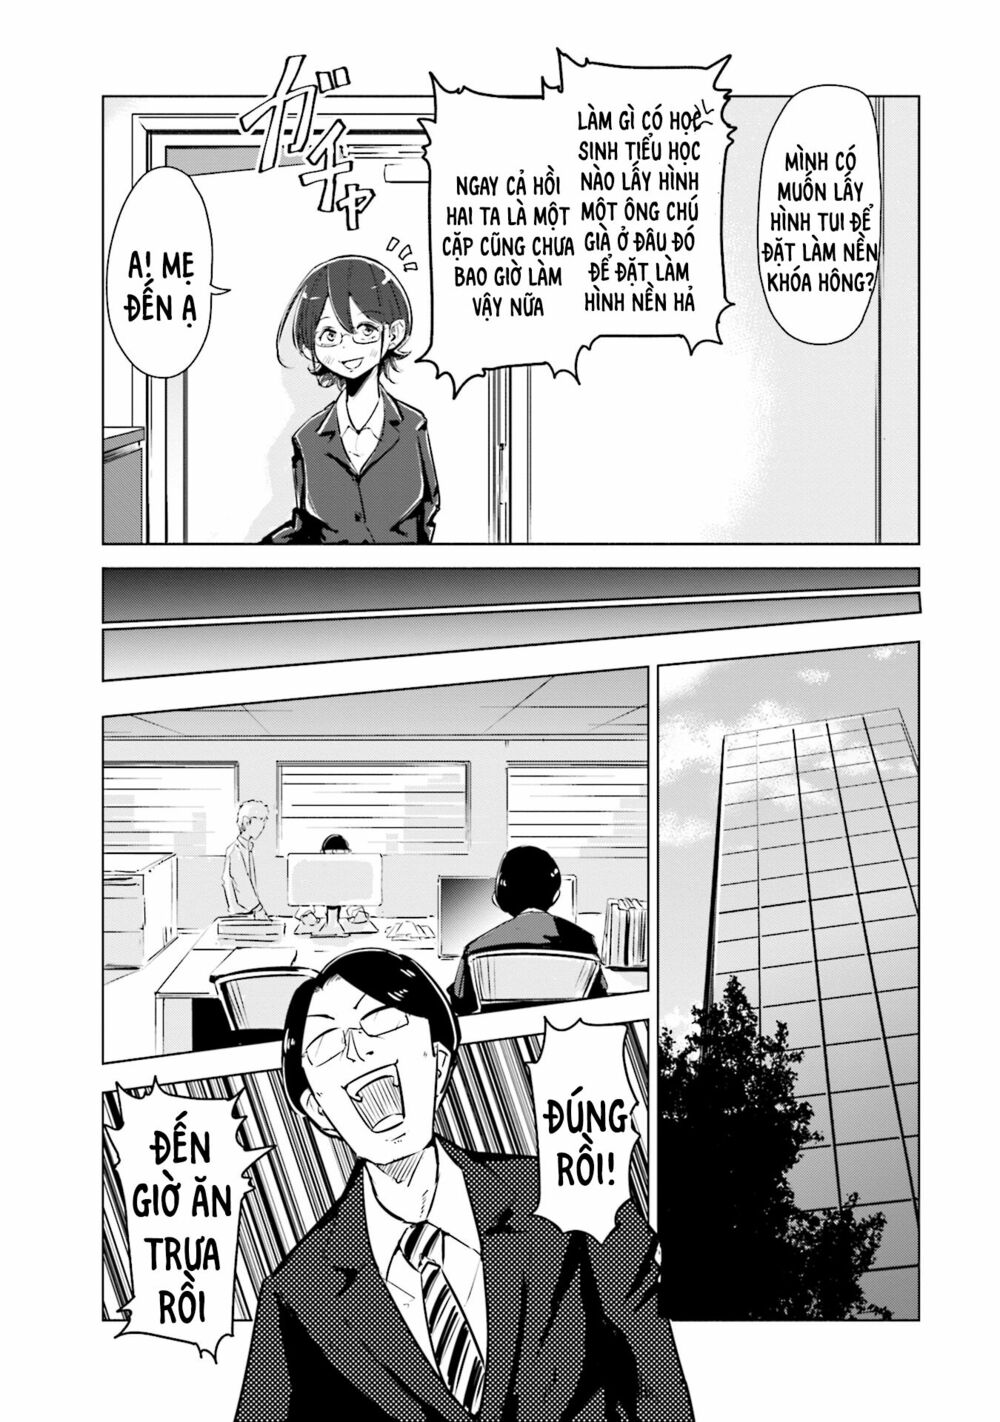 MÌNH CÓ
MUỐN LẤY
HÌNH TUI ĐỂ
ĐẶT LÀM NỀN
KHÓA HÔNG?
LÀM GÌ CÓ HỌC
SINH TIỂU HỌC
NÀO LẤY HÌNH
MỘT ÔNG CHÚ
GIÀ Ở ĐÂU ĐÓ
ĐỂ ĐẶT LÀM
HÌNH NỀN HẢ
NGAY CẢ HỒI
HAI TA LÀ MỘT
CẶP CŨNG CHƯA
BAO GIỜ LÀM
VẬY NỮA
ガチャ
A! MẸ
ĐẾN Ạ
ĐÚNG
RỒI!
ĐẾN
GIỜ ĂN
TRƯA
RỒI